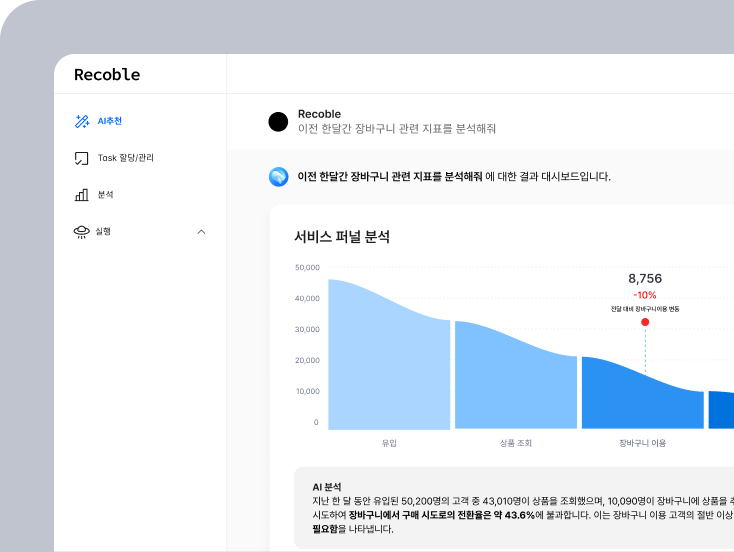 Recoble
AI추천
Task 할당/관리
분석
실행
Recoble
이전 한달간 장바구니 관련 지표를 분석해줘
이전 한달간 장바구니 관련 지표를 분석해줘 에 대한 결과 대시보드입니다.
서비스 퍼널 분석
50,000
40,000
30,000
20,000
10,000
0
8,756
-10%
전달 대비 장바구니이용 변동
유입
상품 조회
장바구니 이용
AI 분석
지난 한 달 동안 유입된 50,200명의 고객 중 43,010명이 상품을 조회했으며, 10,090명이 장바구니에 상품을
시도하여 장바구니에서 구매 시도로의 전환율은 약 43.6%에 불과합니다. 이는 장바구니 이용 고객의 절반 이상
필요함을 나타냅니다.